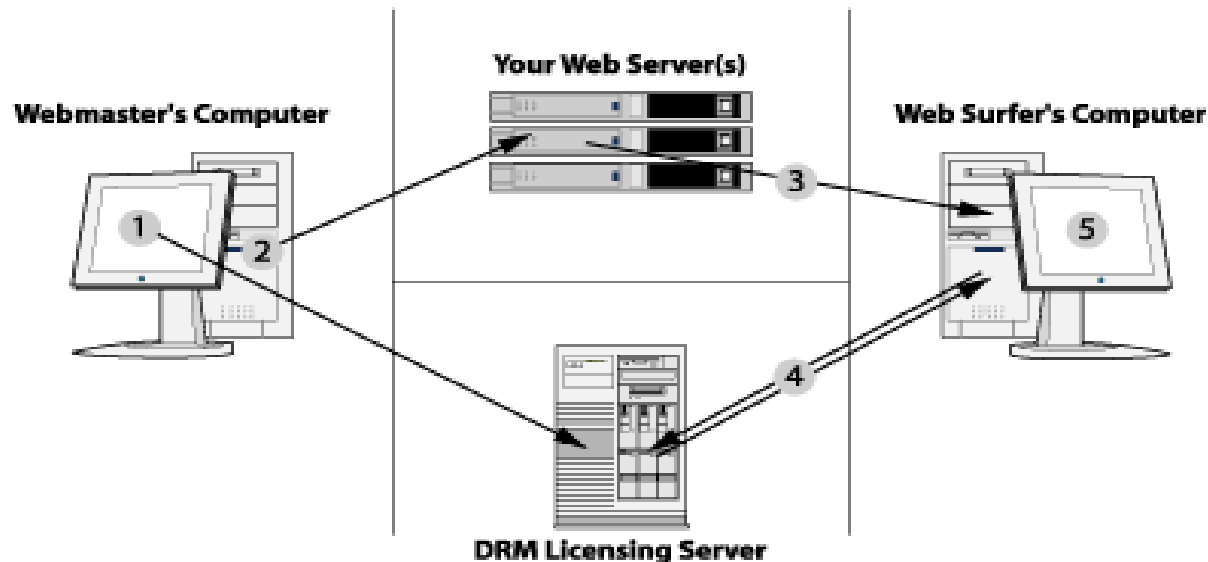 Your Web Server(s)
Webmaster's Computer
Web Surfer's Computer
1
2
3
4
5
DRM Licensing Server